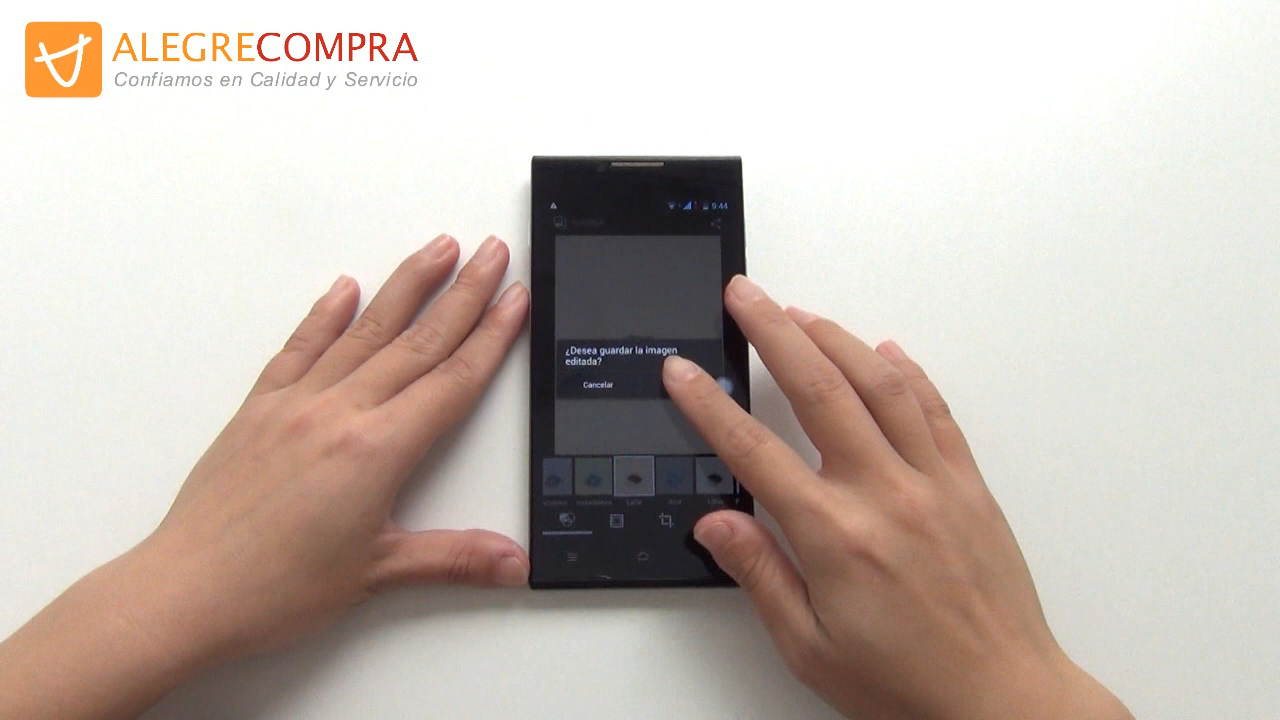 ALEGRECOMPRA
Confiamos en Calidad y Servicio
9:44
¿Desea guardar la imagen
editada?
Cancelar